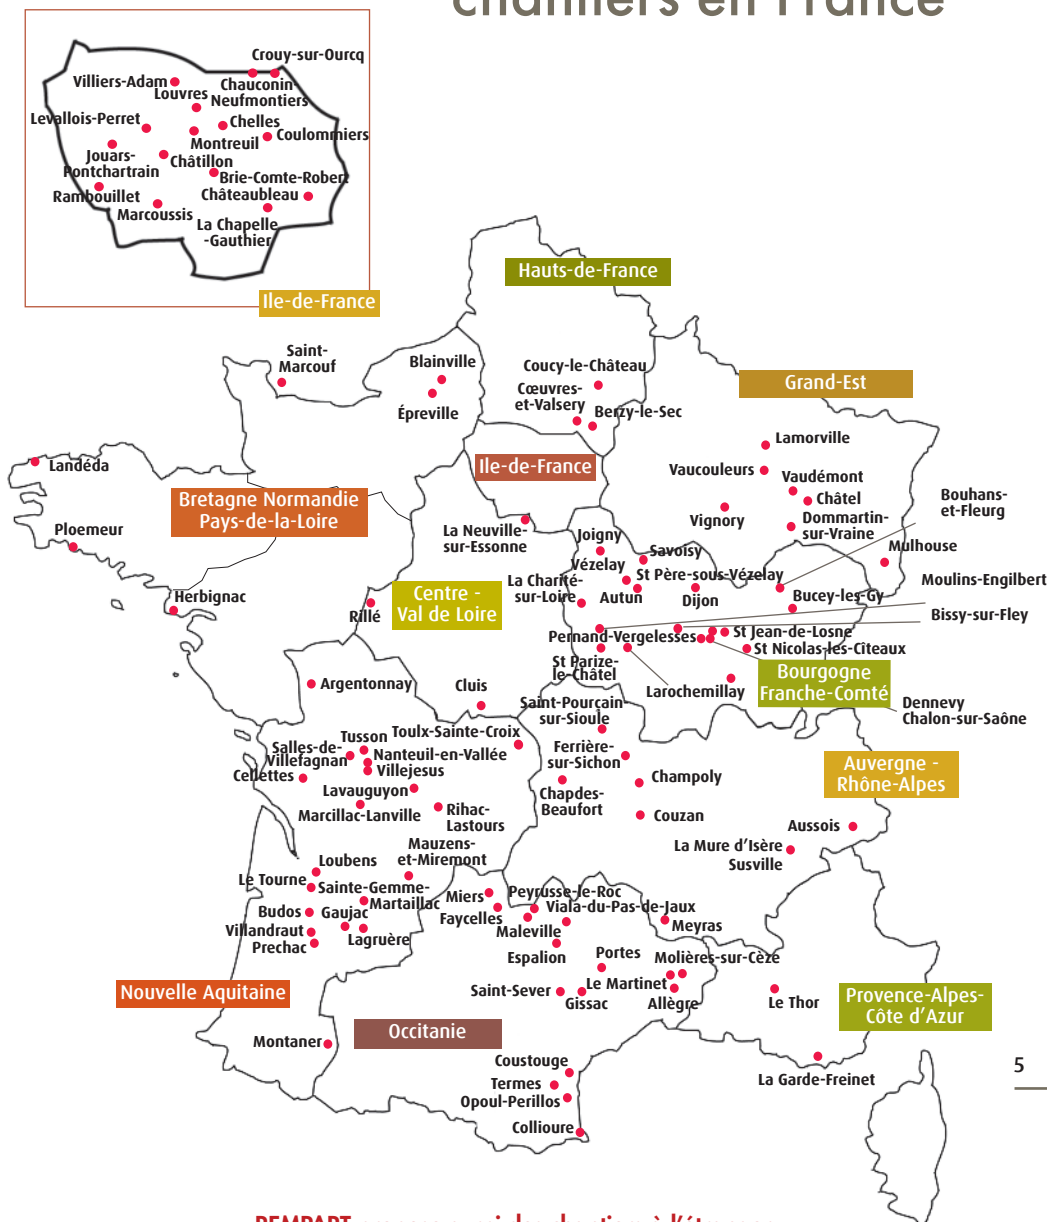 chantiers en France
Crouy-sur-Ourcq
Villiers-Adam
Chauconin
Neufmontiers
Louvres
Levallois-Perret
Chelles
Coulommiers
Montreuil
Jouars-
Pontchartrain
Châtillon
Brie-Comte-Robert
Rambouillet
Châteaubleau
Marcoussis
La Chapelle
-Gauthier
Ile-de-France
Hauts-de-France
Saint-
Marcouf
Blainville
Épreville
Coucy-le-Château
Cœuvres-
et-Valsery
Berzy-le-Sec
Grand-Est
Lamorville
Vaucouleurs
Vaudémont
Châtel
Vignory
Dommartin-
sur-Vraine
Bouhans-
et-Fleurg
Mulhouse
Ile-de-France
Landéda
Bretagne Normandie
Pays-de-la-Loire
Ploemeur
Herbignac
La Neuville-
sur-Essonne
Joigny
Savoisy
Vézelay
St Père-sous-Vézelay
La Charité-
sur-Loire
Autun
Dijon
Bucey-les-Gy
Moulins-Engilbert
Bissy-sur-Fley
Centre -
Val de Loire
Rillé
Pernand-Vergelesses
St Jean-de-Losne
St Nicolas-les-Cîteaux
St Parize-
le-Châtel
Larochemillay
Bourgogne
Franche-Comté
Dennevy
Chalon-sur-Saône
Argentonnay
Cluis
Saint-Pourçain-
sur-Sioule
Toulx-Sainte-Croix
Tusson
Salles-de-
Villefagnan
Nanteuil-en-Vallée
Villejesus
Cellettes
Lavauguyon
Marcillac-Lanville
Rihac-
Lastours
Ferrière-
sur-Sichon
Chapdes-
Beaufort
Champoly
Couzan
Auvergne -
Rhône-Alpes
Aussois
La Mure d'Isère
Susville
Mauzens-
et-Miremont
Loubens
Le Tourne
Sainte-Gemme-
Martaillac
Budos
Gaujac
Villandraut
Prechac
Lagruère
Miers
Peyrusse-le-Roc
Faycelles
Viala-du-Pas-de-Jaux
Maleville
Meyras
Espalion
Portes
Molières-sur-Cèze
Le Martinet
Saint-Sever
Gissac
Allègre
Le Thor
Nouvelle Aquitaine
Provence-Alpes-
Côte d'Azur
Occitanie
Montaner
Coustouge
Termes
Opoul-Perillos
Collioure
La Garde-Freinet
5
REMPART propose aussi des chantiers à l'étranger